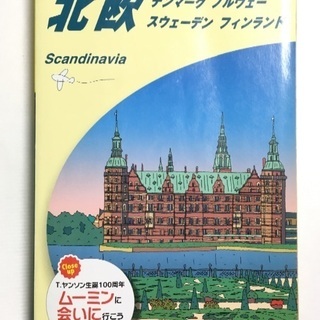 北欧
デンマーク ノルウェー
スウェーデン フィンランド
Scandinavia
Close up
T.ヤンソン生誕100周年
ムーミンに
会いに行こう